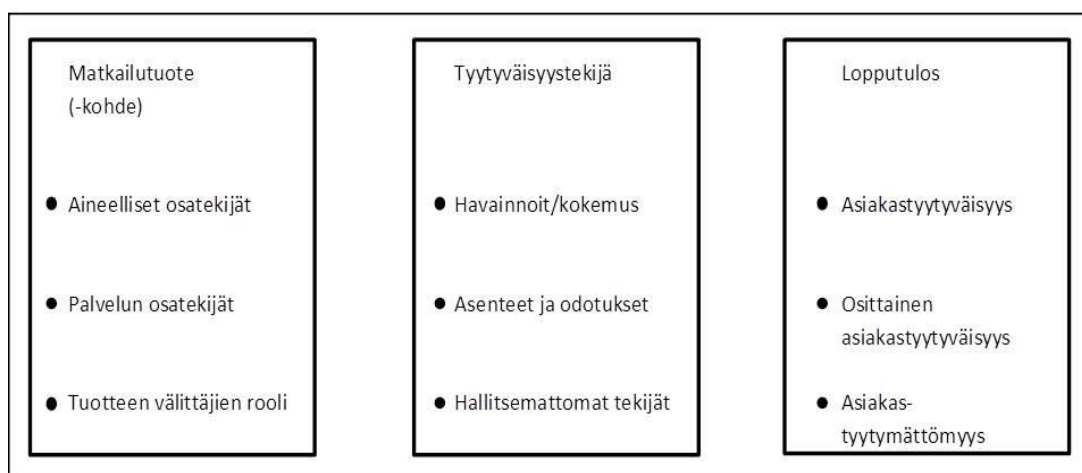 Matkailutuote
(-kohde)
● Aineelliset osatekijät
● Palvelun osatekijät
● Tuotteen välittäjien rooli
Tyytyväisyystekijä
● Havainnoit/kokemus
● Asenteet ja odotukset
● Hallitsemattomat tekijät
Lopputulos
● Asiakastyytyväisyys
● Osittainen
asiakastyytyväisyys
● Asiakas-
tyytymättömyys